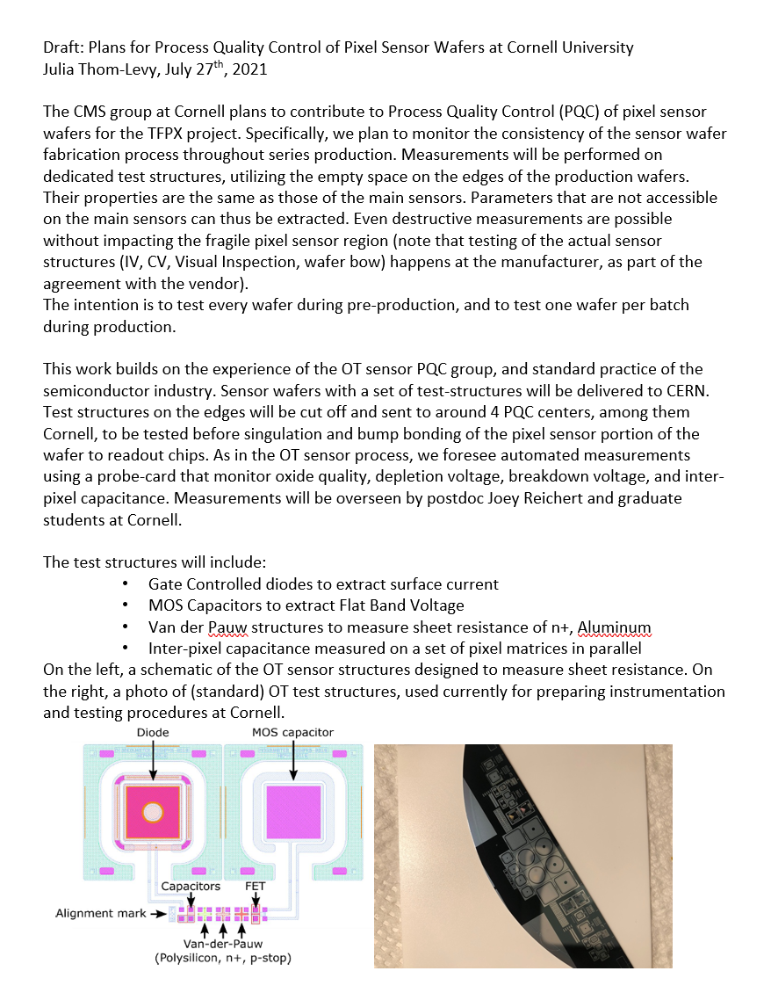 Draft: Plans for Process Quality Control of Pixel Sensor Wafers at Cornell University
Julia Thom-Levy, July 27th, 2021
The CMS group at Cornell plans to contribute to Process Quality Control (PQC) of pixel sensor
wafers for the TFPX project. Specifically, we plan to monitor the consistency of the sensor wafer
fabrication process throughout series production. Measurements will be performed on
dedicated test structures, utilizing the empty space on the edges of the production wafers.
Their properties are the same as those of the main sensors. Parameters that are not accessible
on the main sensors can thus be extracted. Even destructive measurements are possible
without impacting the fragile pixel sensor region (note that testing of the actual sensor
structures (IV, CV, Visual Inspection, wafer bow) happens at the manufacturer, as part of the
agreement with the vendor).
The intention is to test every wafer during pre-production, and to test one wafer per batch
during production.
This work builds on the experience of the OT sensor PQC group, and standard practice of the
semiconductor industry. Sensor wafers with a set of test-structures will be delivered to CERN.
Test structures on the edges will be cut off and sent to around 4 PQC centers, among them
Cornell, to be tested before singulation and bump bonding of the pixel sensor portion of the
wafer to readout chips. As in the OT sensor process, we foresee automated measurements
using a probe-card that monitor oxide quality, depletion voltage, breakdown voltage, and inter-
pixel capacitance. Measurements will be overseen by postdoc Joey Reichert and graduate
students at Cornell.
The test structures will include:
• Gate Controlled diodes to extract surface current
• MOS Capacitors to extract Flat Band Voltage
• Van der Pauw structures to measure sheet resistance of n+, Aluminum
• Inter-pixel capacitance measured on a set of pixel matrices in parallel
On the left, a schematic of the OT sensor structures designed to measure sheet resistance. On
the right, a photo of (standard) OT test structures, used currently for preparing instrumentation
and testing procedures at Cornell.
Diode MOS capacitor
Capacitors FET
Alignment mark
Van-der-Pauw
(Polysilicon, n+, p-stop)